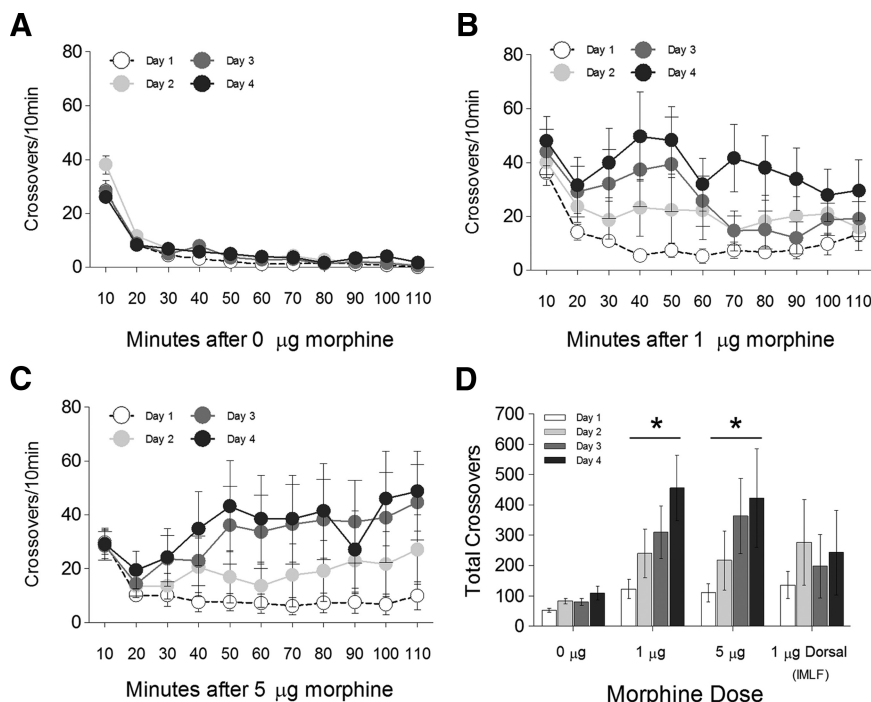 A
80
60
40
20
0
Crossovers/10min
Day 1
Day 3
Day 2
Day 4
10 20 30 40 50 60 70 80 90 100 110
Minutes after 0 μg morphine
B
80
60
40
20
0
Crossovers/10min
Day 1
Day 3
Day 2
Day 4
10 20 30 40 50 60 70 80 90 100 110
Minutes after 1 μg morphine
C
80
60
40
20
0
Crossovers/10min
Day 1
Day 3
Day 2
Day 4
10 20 30 40 50 60 70 80 90 100 110
Minutes after 5 μg morphine
D
700
600
500
400
300
200
100
0
Total Crossovers
Day 1
Day 2
Day 3
Day 4
* *
0 μg 1 μg 5 μg 1 μg Dorsal
(IMLF)
Morphine Dose